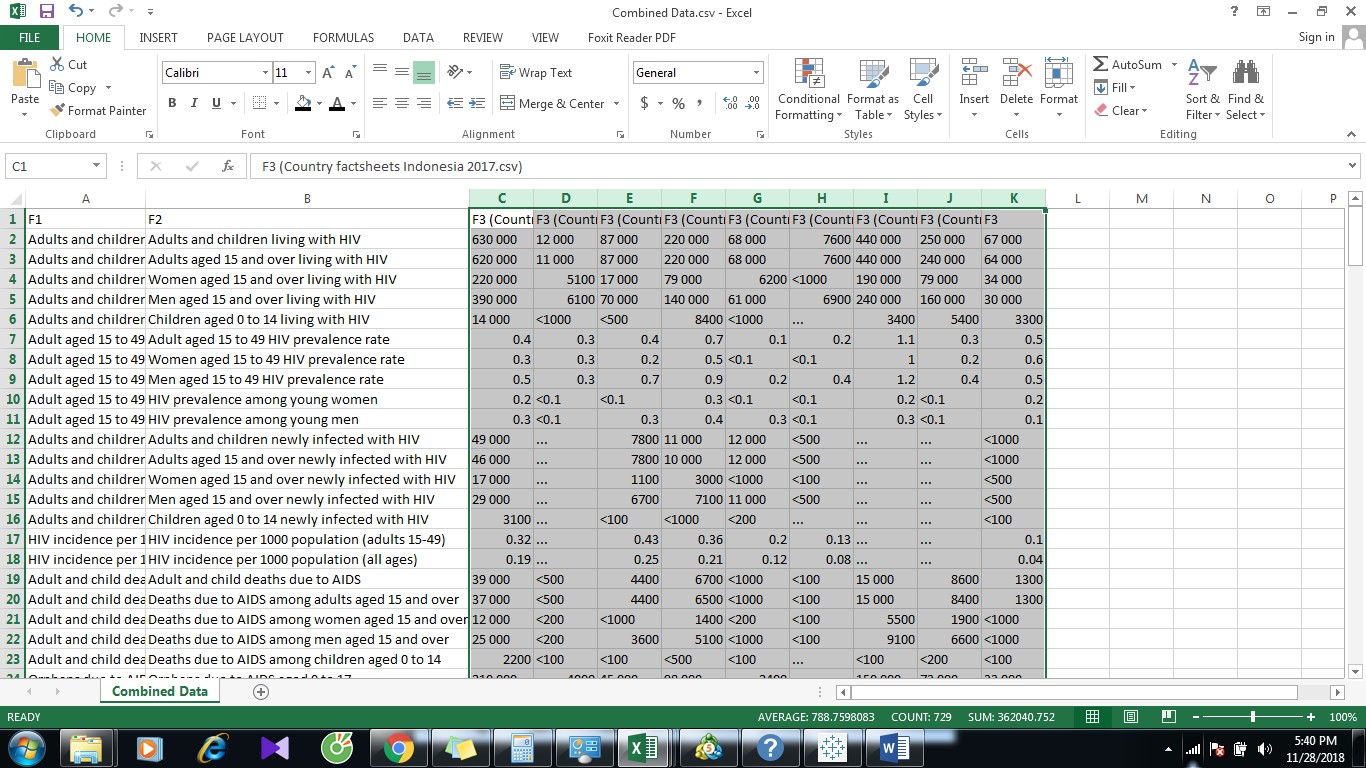 Combined Data.csv - Excel
FILE HOME INSERT PAGE LAYOUT FORMULAS DATA REVIEW VIEW Foxit Reader PDF Sign in
Paste Cut Copy Format Painter Clipboard
Calibri 11 B I U Font
Wrap Text Merge & Center Alignment
General $ % , Number
Conditional Formatting Format as Table Cell Styles Styles
Insert Delete Format Cells
AutoSum Fill Clear Sort & Filter Find & Select Editing
C1 fx F3 (Country factsheets Indonesia 2017.csv)
A B C D E F G H I J K L M N O P
1 F1 F2 F3 (Count F3 (Count F3 (Count F3 (Count F3 (Count F3 (Count F3 (Count F3 (Count F3
2 Adults and childrer Adults and children living with HIV 630 000 12 000 87 000 220 000 68 000 7600 440 000 250 000 67 000
3 Adults and childrer Adults aged 15 and over living with HIV 620 000 11 000 87 000 220 000 68 000 7600 440 000 240 000 64 000
4 Adults and childrer Women aged 15 and over living with HIV 220 000 5100 17 000 79 000 6200 <1000 190 000 79 000 34 000
5 Adults and childrer Men aged 15 and over living with HIV 390 000 6100 70 000 140 000 61 000 6900 240 000 160 000 30 000
6 Adults and childrer Children aged 0 to 14 living with HIV 14 000 <1000 <500 8400 <1000 ... 3400 5400 3300
7 Adult aged 15 to 49 Adult aged 15 to 49 HIV prevalence rate 0.4 0.3 0.4 0.7 0.1 0.2 1.1 0.3 0.5
8 Adult aged 15 to 49 Women aged 15 to 49 HIV prevalence rate 0.3 0.3 0.2 0.5 <0.1 <0.1 1 0.2 0.6
9 Adult aged 15 to 49 Men aged 15 to 49 HIV prevalence rate 0.5 0.3 0.7 0.9 0.2 0.4 1.2 0.4 0.5
10 Adult aged 15 to 49 HIV prevalence among young women 0.2 <0.1 <0.1 0.3 <0.1 <0.1 0.2 <0.1 0.2
11 Adult aged 15 to 49 HIV prevalence among young men 0.3 <0.1 0.3 0.4 0.3 <0.1 0.3 <0.1 0.1
12 Adults and childrer Adults and children newly infected with HIV 49 000 ... 7800 11 000 12 000 <500 ... ... <1000
13 Adults and childrer Adults aged 15 and over newly infected with HIV 46 000 ... 7800 10 000 12 000 <500 ... ... <1000
14 Adults and childrer Women aged 15 and over newly infected with HIV 17 000 ... 1100 3000 <1000 <100 ... ... <500
15 Adults and childrer Men aged 15 and over newly infected with HIV 29 000 ... 6700 7100 11 000 <500 ... ... <500
16 Adults and childrer Children aged 0 to 14 newly infected with HIV 3100 ... <100 <1000 <200 ... ... ... <100
17 HIV incidence per 1 HIV incidence per 1000 population (adults 15-49) 0.32 ... 0.43 0.36 0.2 0.13 ... ... 0.1
18 HIV incidence per 1 HIV incidence per 1000 population (all ages) 0.19 ... 0.25 0.21 0.12 0.08 ... ... 0.04
19 Adult and child dea Adult and child deaths due to AIDS 39 000 <500 4400 6700 <1000 <100 15 000 8600 1300
20 Adult and child dea Deaths due to AIDS among adults aged 15 and over 37 000 <500 4400 6500 <1000 <100 15 000 8400 1300
21 Adult and child dea Deaths due to AIDS among women aged 15 and over 12 000 <200 <1000 1400 <200 <100 5500 1900 <1000
22 Adult and child dea Deaths due to AIDS among men aged 15 and over 25 000 <200 3600 5100 <1000 <100 9100 6600 <1000
23 Adult and child dea Deaths due to AIDS among children aged 0 to 14 2200 <100 <100 <500 <100 ... <100 <200 <100
Combined Data
READY AVERAGE: 788.7598083 COUNT: 729 SUM: 362040.752 100%
5:40 PM
11/28/2018